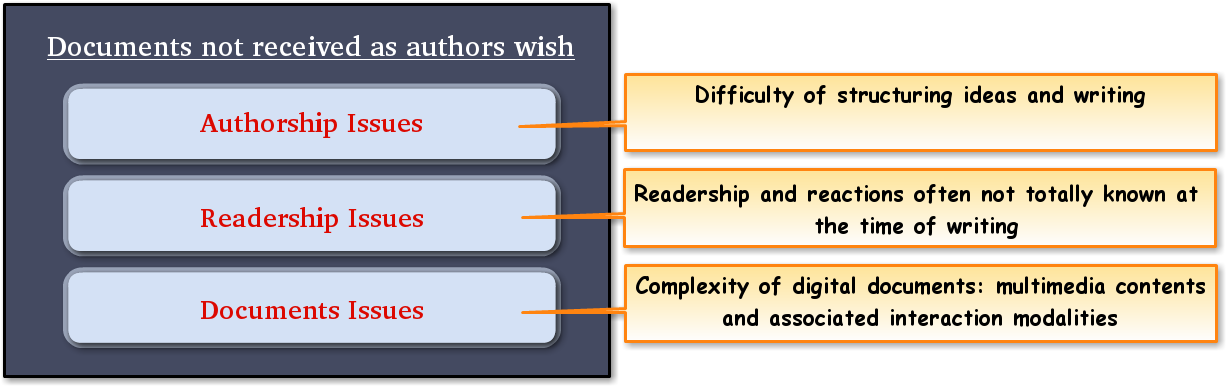 Documents not received as authors wish
Authorship Issues
Difficulty of structuring ideas and writing
Readership Issues
Readership and reactions often not totally known at
the time of writing
Documents Issues
Complexity of digital documents: multimedia contents
and associated interaction modalities